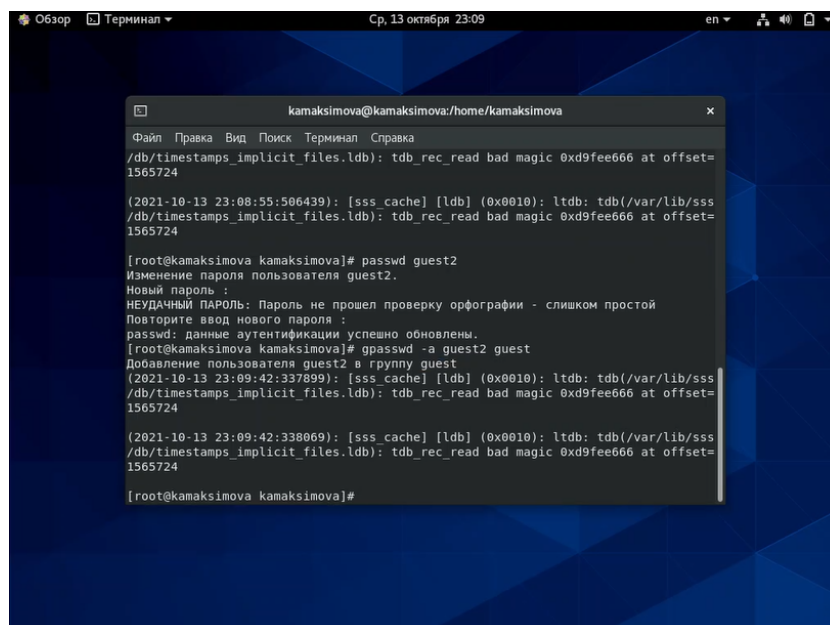 Обзор Терминал Ср, 13 октября 23:09 en
kamaksimova@kamaksimova:/home/kamaksimova
Файл Правка Вид Поиск Терминал Справка
/db/timestamps_implicit_files.ldb): tdb_rec_read bad magic 0xd9fee666 at offset=
1565724
(2021-10-13 23:08:55:506439): [sss_cache] [ldb] (0x0010): ltdb: tdb(/var/lib/sss
/db/timestamps_implicit_files.ldb): tdb_rec_read bad magic 0xd9fee666 at offset=
1565724
[root@kamaksimova kamaksimova]# passwd guest2
Изменение пароля пользователя guest2.
Новый пароль :
НЕУДАЧНЫЙ ПАРОЛЬ: Пароль не прошел проверку орфографии - слишком простой
Повторите ввод нового пароля :
passwd: данные аутентификации успешно обновлены.
[root@kamaksimova kamaksimova]# gpasswd -a guest2 guest
Добавление пользователя guest2 в группу guest
(2021-10-13 23:09:42:337899): [sss_cache] [ldb] (0x0010): ltdb: tdb(/var/lib/sss
/db/timestamps_implicit_files.ldb): tdb_rec_read bad magic 0xd9fee666 at offset=
1565724
(2021-10-13 23:09:42:338069): [sss_cache] [ldb] (0x0010): ltdb: tdb(/var/lib/sss
/db/timestamps_implicit_files.ldb): tdb_rec_read bad magic 0xd9fee666 at offset=
1565724
[root@kamaksimova kamaksimova]#